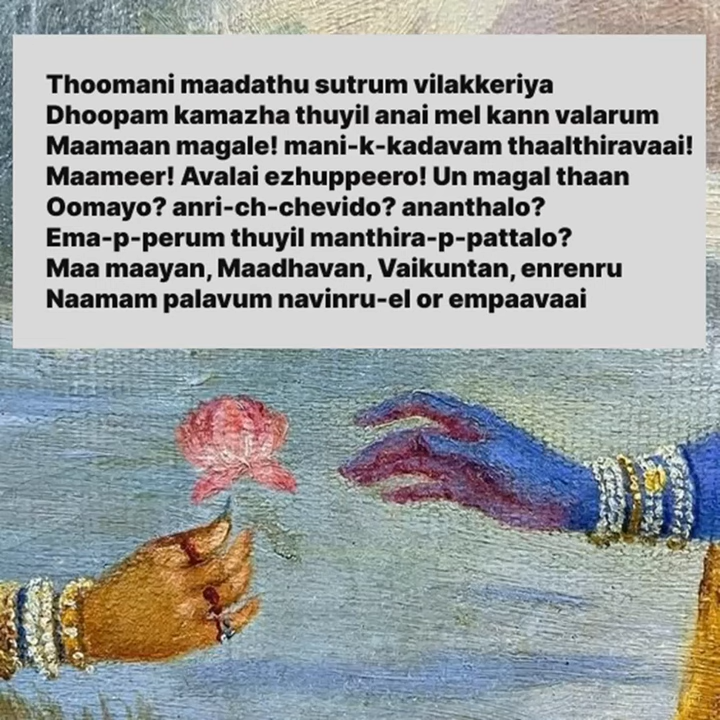 Thoomani maadathu sutrum vilakkeriya
Dhoopam kamazha thuyil anai mel kann valarum
Maamaan magale! mani-k-kadavam thaalthiravaai!
Maameer! Avalai ezhuppeero! Un magal thaan
Oomayo? anri-ch-chevido? ananthalo?
Ema-p-perum thuyil manthira-p-pattalo?
Maa maayan, Maadhavan, Vaikuntan, enrenru
Naamam palavum navinru-el or empaavaai